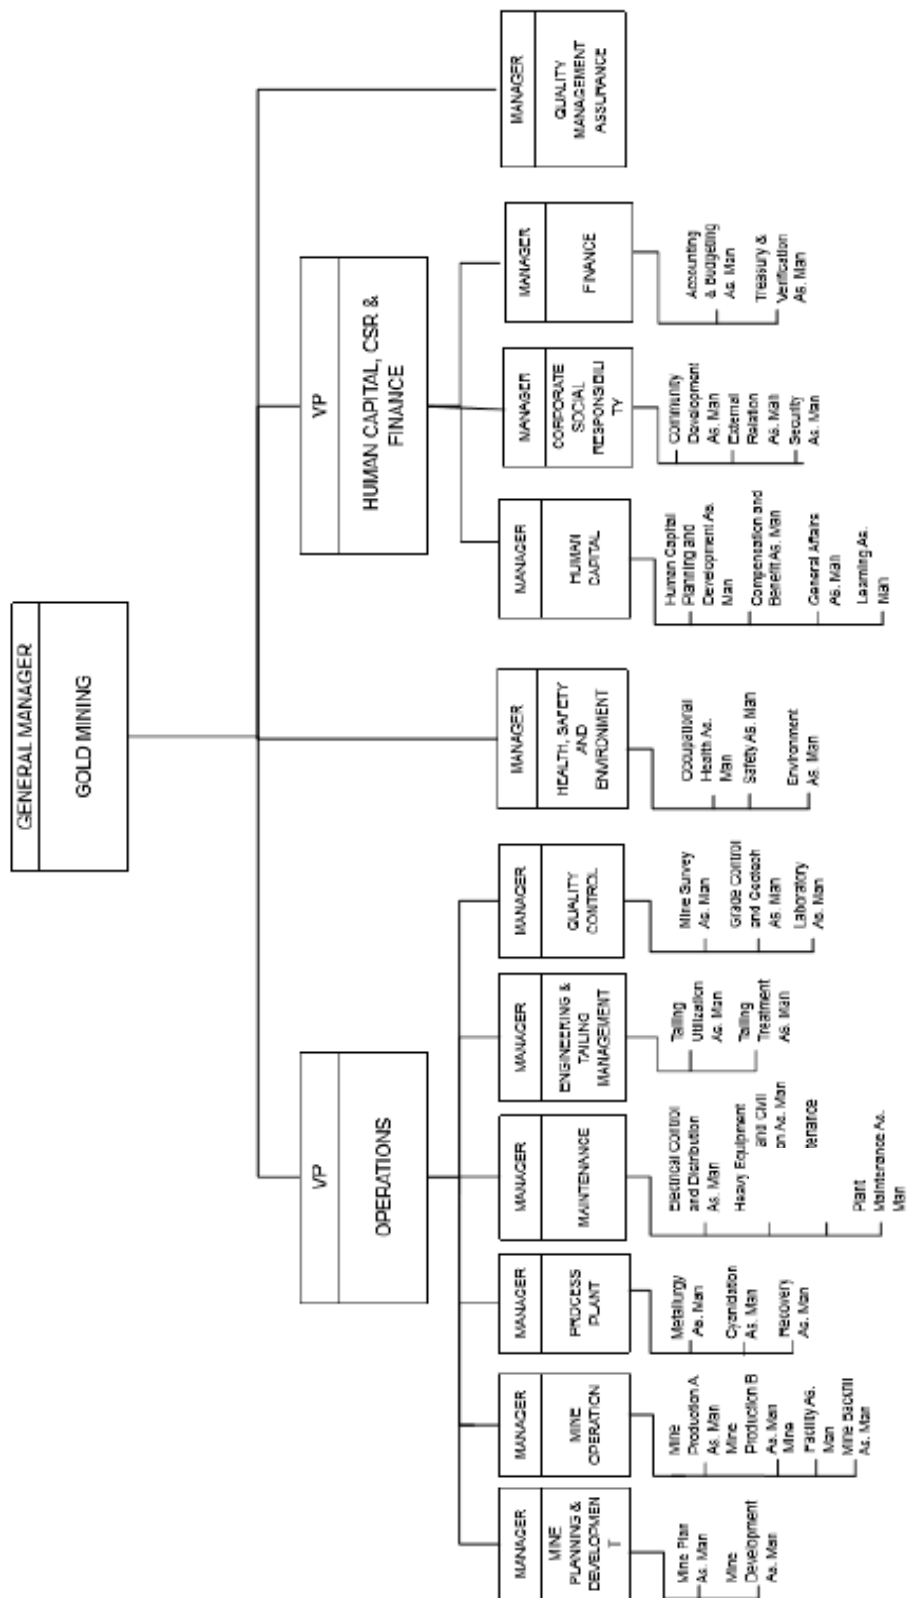 GENERAL MANAGER
GOLD MINING
VP
OPERATIONS
VP
HUMAN CAPITAL, CSR &
FINANCE
MANAGER
MINE
PLANNING &
DEVELOPMEN
T
MANAGER
MINE
OPERATION
MANAGER
PROCESS
PLANT
MANAGER
MAINTENANCE
MANAGER
ENGINEERING &
TAILING
MANAGEMENT
MANAGER
QUALITY
CONTROL
MANAGER
HEALTH, SAFETY
AND
ENVIRONMENT
MANAGER
HUMAN
CAPITAL
MANAGER
CORPORATE
SOCIAL
RESPONSIBILI
TY
MANAGER
FINANCE
MANAGER
QUALITY
MANAGEMENT
ASSURANCE
Mine Plan
As. Man
Mine
Development
As. Man
Mine
Production A
As. Man
Mine
Production B
As. Man
Mine
Facility As.
Man
Mine Backfill
As. Man
Metallurgy
As. Man
Cyanidation
As. Man
Recovery
As. Man
Electrical Control
and Distribution
As. Man
Heavy Equipment
and Civil
on As. Man
tenance
Plant
Maintenance As.
Man
Tailing
Utilization
As. Man
Tailing
Treatment
As. Man
Mine Survey
As. Man
Grade Control
and Geotech
As. Man
Laboratory
As. Man
Occupational
Health As.
Man
Safety As. Man
Environment
As. Man
Human Capital
Planning and
Development As.
Man
Compensation and
Benefit As. Man
General Affairs
As. Man
Learning As.
Man
Community
Development
As. Man
External
Relation
As. Man
Security
As. Man
Accounting
& Budgeting
As. Man
Treasury &
Verification
As. Man